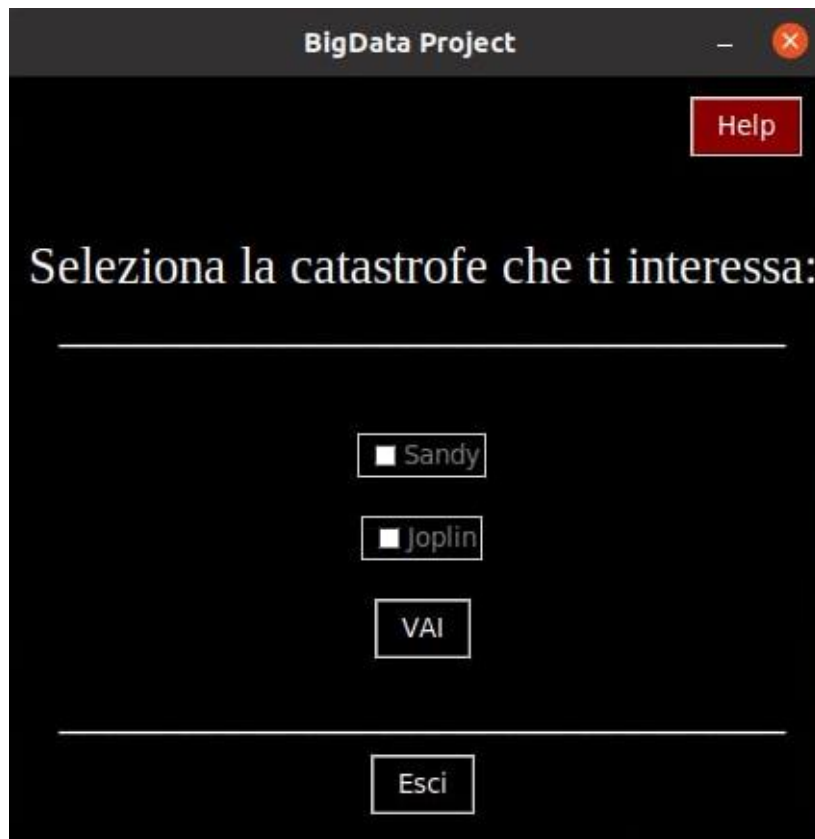 BigData Project
Help
Seleziona la catastrofe che ti interessa:
Sandy
Joplin
VAI
Esci